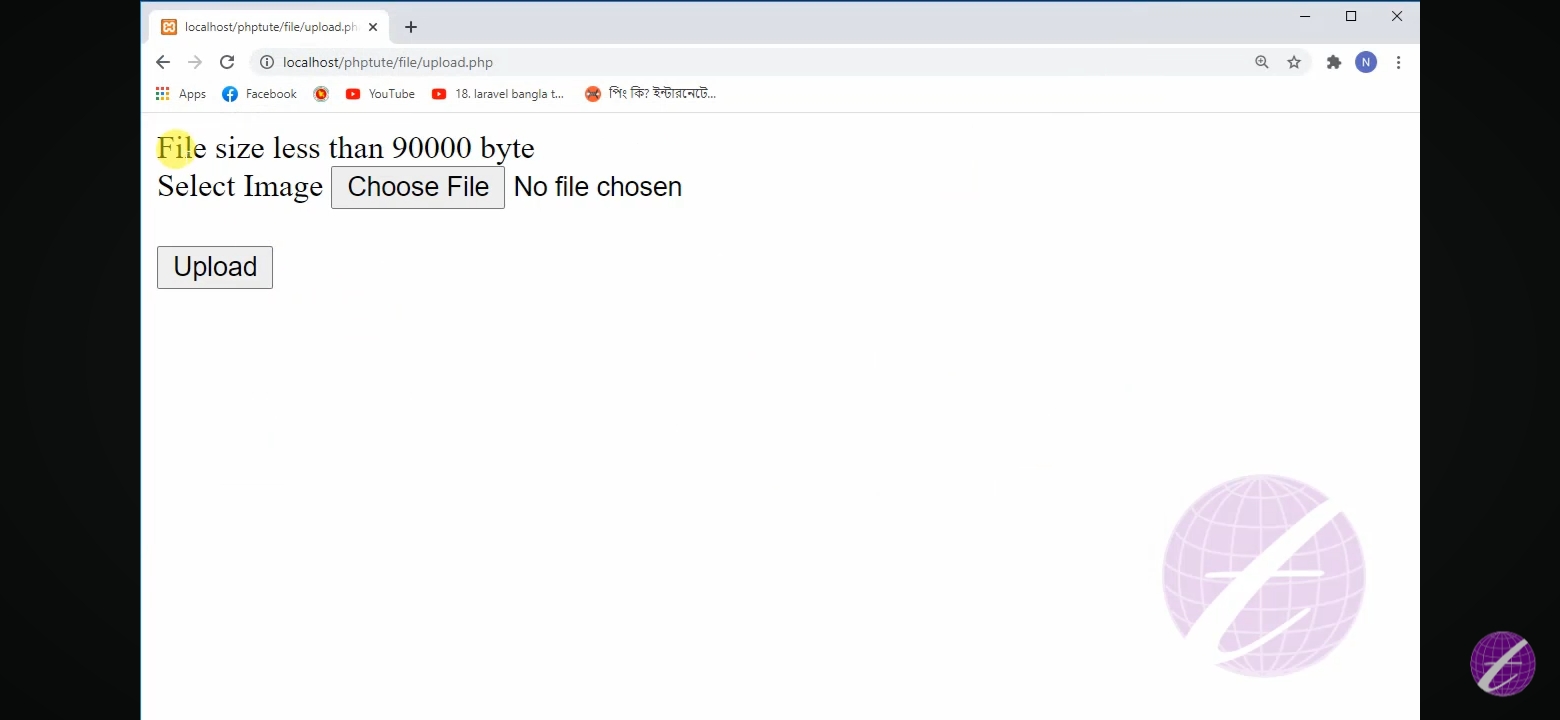 localhost/phptute/file/upload.ph
localhost/phptute/file/upload.php
N
Apps Facebook YouTube 18. laravel bangla t... পিং কি? ইন্টারনেটে...
File size less than 90000 byte
Select Image Choose File No file chosen
Upload